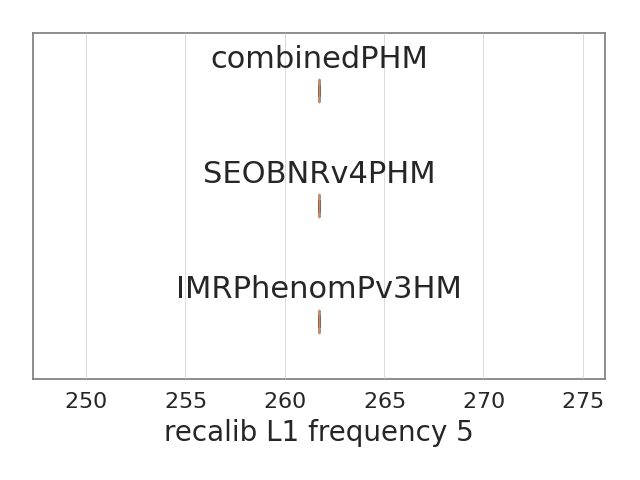 combinedPHM
SEOBNRv4PHM
IMRPhenomPv3HM
250 255 260 265 270 275
recalib L1 frequency 5